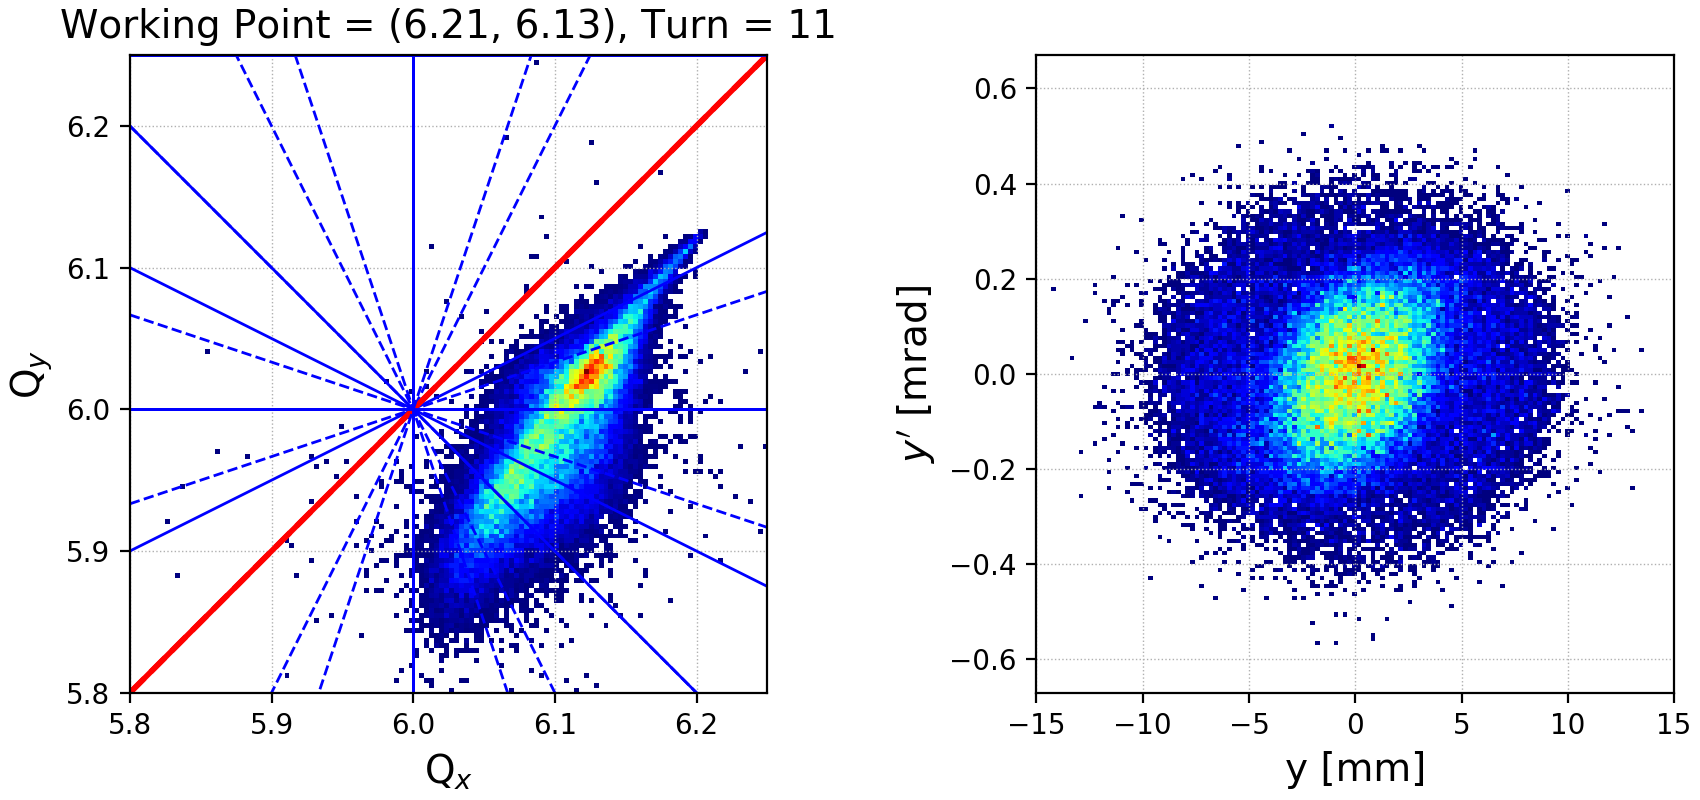 Working Point = (6.21, 6.13), Turn = 11
6.2
6.1
6.0
5.9
5.8
Q_y
5.8 5.9 6.0 6.1 6.2
Q_x
0.6
0.4
0.2
0.0
−0.2
−0.4
−0.6
y′ [mrad]
−15 −10 −5 0 5 10 15
y [mm]